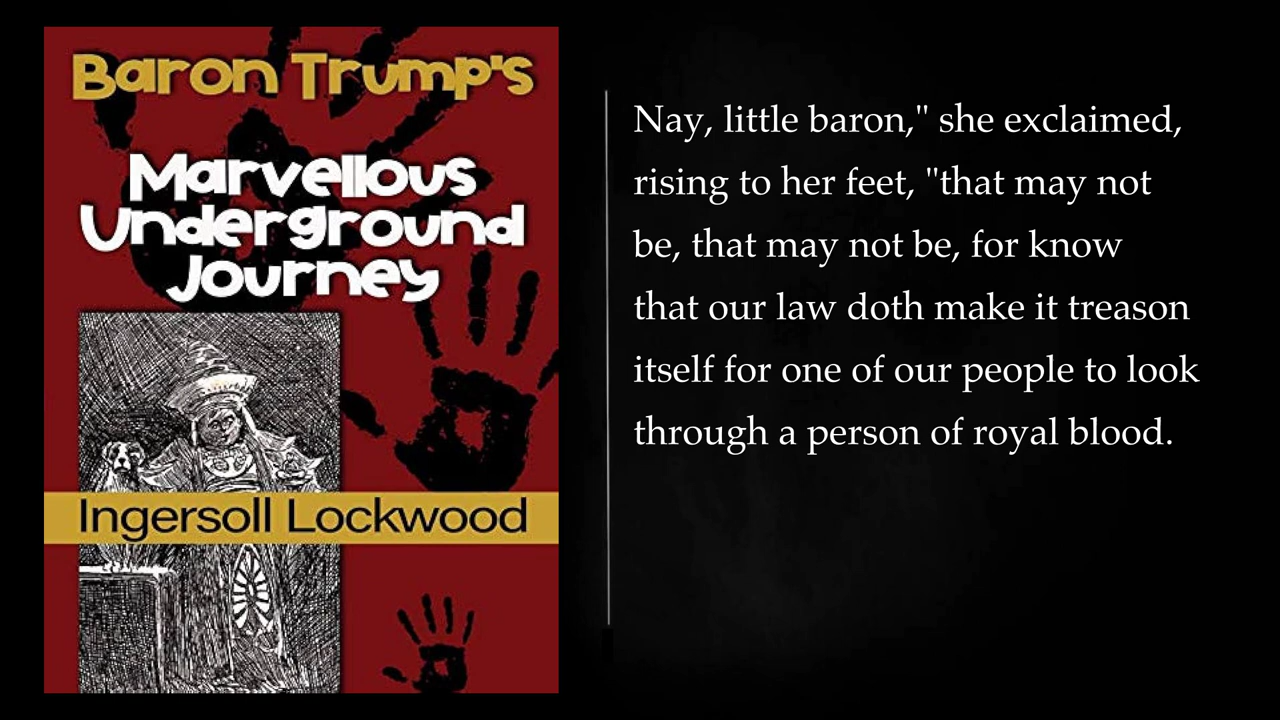 Baron Trump's
Marvellous
Underground
Journey
Ingersoll Lockwood
Nay, little baron," she exclaimed,
rising to her feet, "that may not
be, that may not be, for know
that our law doth make it treason
itself for one of our people to look
through a person of royal blood.